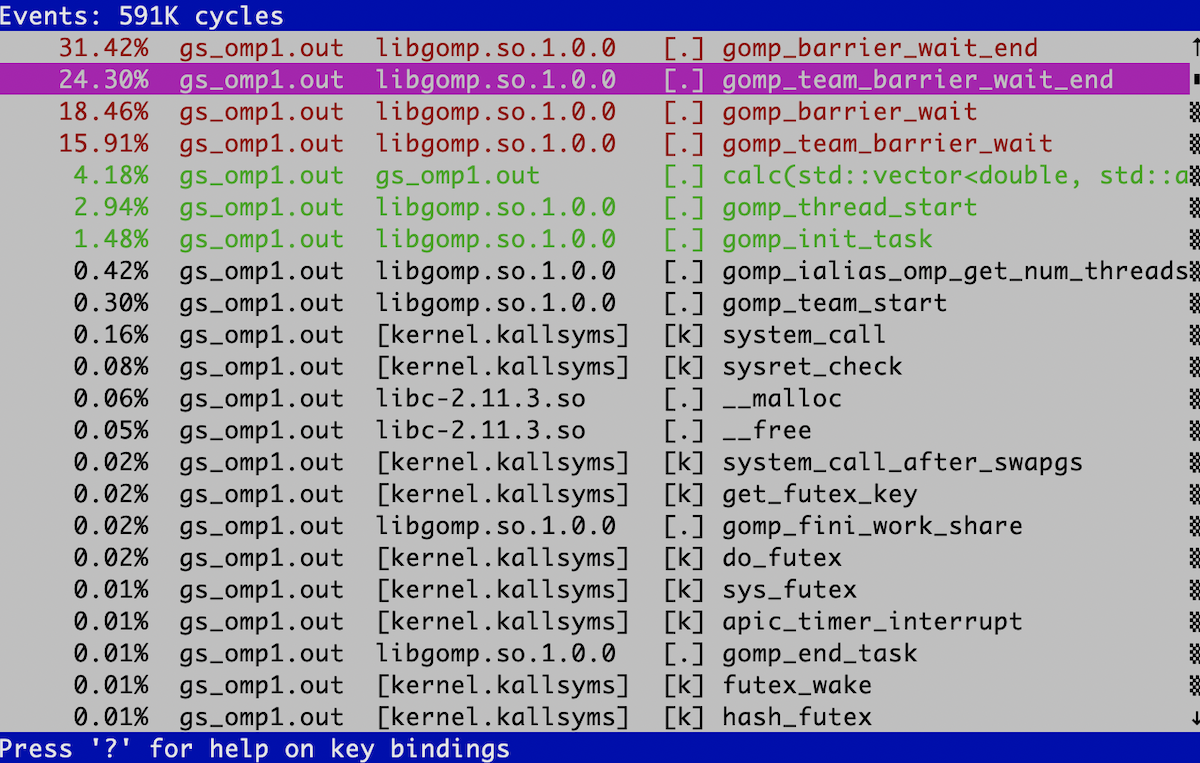 Events: 591K cycles
31.42% gs_omp1.out libgomp.so.1.0.0 [.] gomp_barrier_wait_end
24.30% gs_omp1.out libgomp.so.1.0.0 [.] gomp_team_barrier_wait_end
18.46% gs_omp1.out libgomp.so.1.0.0 [.] gomp_barrier_wait
15.91% gs_omp1.out libgomp.so.1.0.0 [.] gomp_team_barrier_wait
4.18% gs_omp1.out gs_omp1.out [.] calc(std::vector<double, std::a
2.94% gs_omp1.out libgomp.so.1.0.0 [.] gomp_thread_start
1.48% gs_omp1.out libgomp.so.1.0.0 [.] gomp_init_task
0.42% gs_omp1.out libgomp.so.1.0.0 [.] gomp_ialias_omp_get_num_threads
0.30% gs_omp1.out libgomp.so.1.0.0 [.] gomp_team_start
0.16% gs_omp1.out [kernel.kallsyms] [k] system_call
0.08% gs_omp1.out [kernel.kallsyms] [k] sysret_check
0.06% gs_omp1.out libc-2.11.3.so [.] __malloc
0.05% gs_omp1.out libc-2.11.3.so [.] __free
0.02% gs_omp1.out [kernel.kallsyms] [k] system_call_after_swapgs
0.02% gs_omp1.out [kernel.kallsyms] [k] get_futex_key
0.02% gs_omp1.out libgomp.so.1.0.0 [.] gomp_fini_work_share
0.02% gs_omp1.out [kernel.kallsyms] [k] do_futex
0.01% gs_omp1.out [kernel.kallsyms] [k] sys_futex
0.01% gs_omp1.out [kernel.kallsyms] [k] apic_timer_interrupt
0.01% gs_omp1.out libgomp.so.1.0.0 [.] gomp_end_task
0.01% gs_omp1.out [kernel.kallsyms] [k] futex_wake
0.01% gs_omp1.out [kernel.kallsyms] [k] hash_futex
Press '?' for help on key bindings